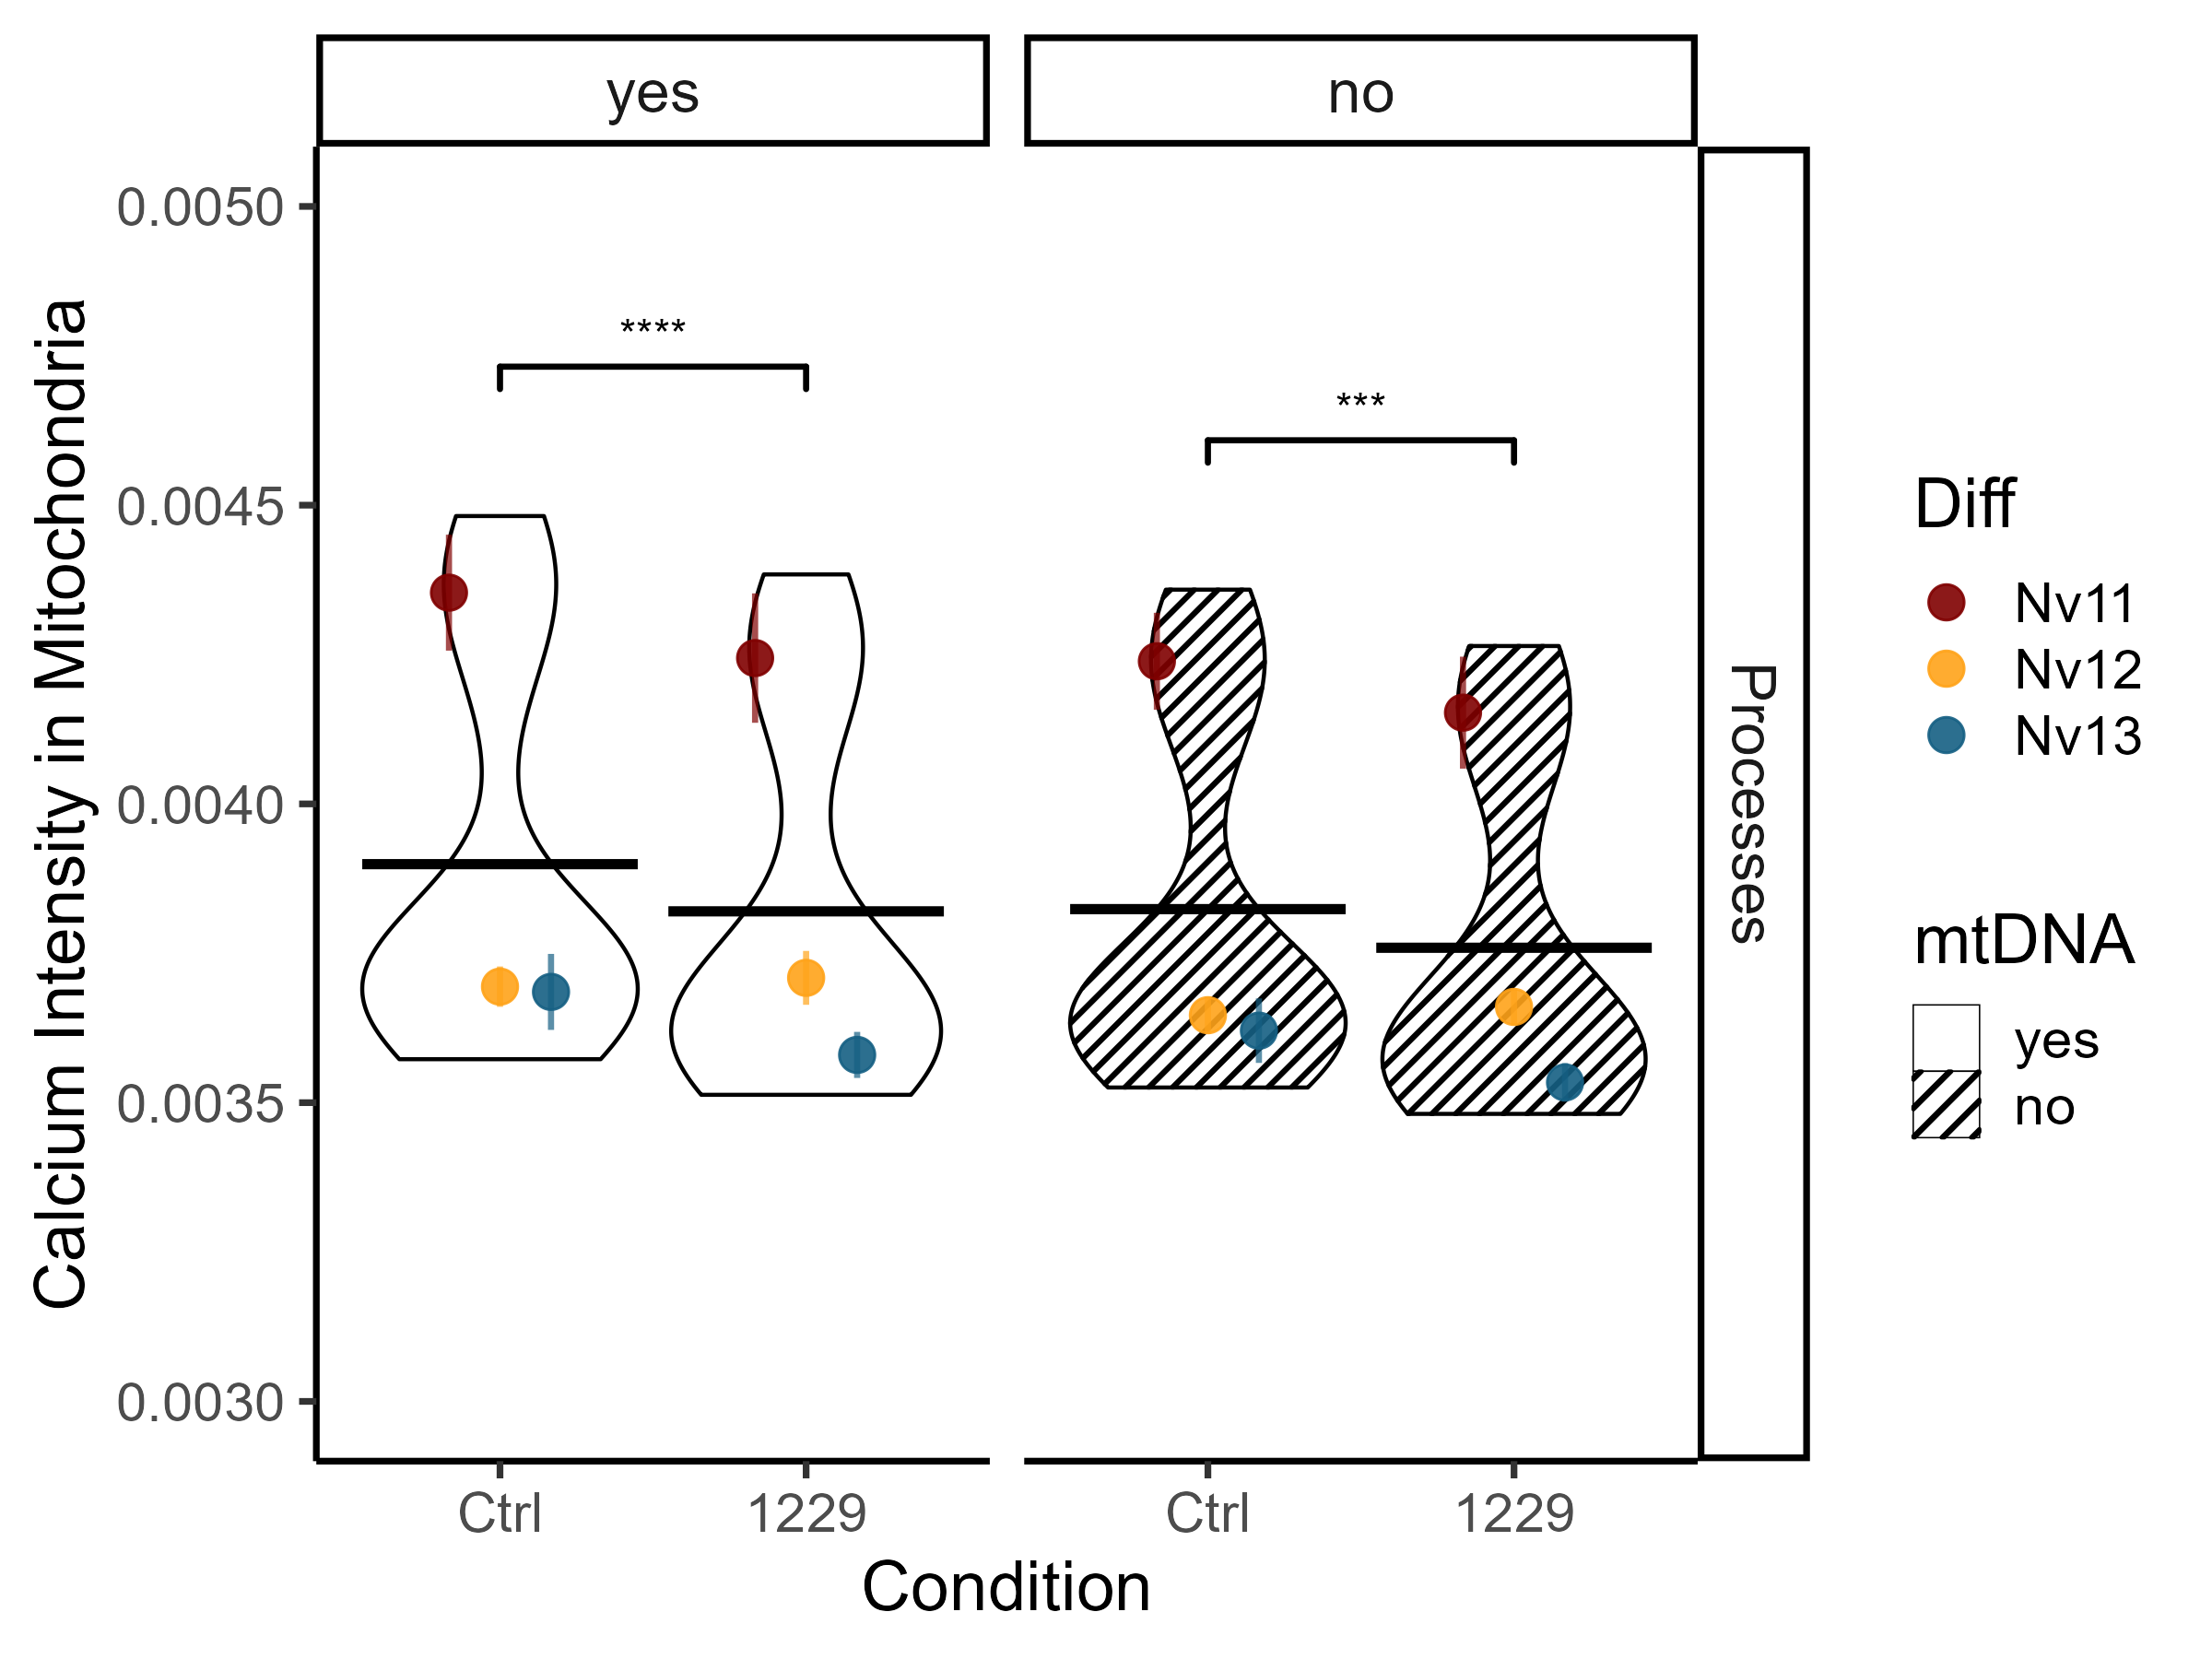 yes
no
0.0050
0.0045
0.0040
0.0035
0.0030
Calcium Intensity in Mitochondria
****
***
Ctrl
1229
Ctrl
1229
Condition
Processes
Diff
Nv11
Nv12
Nv13
mtDNA
yes
no